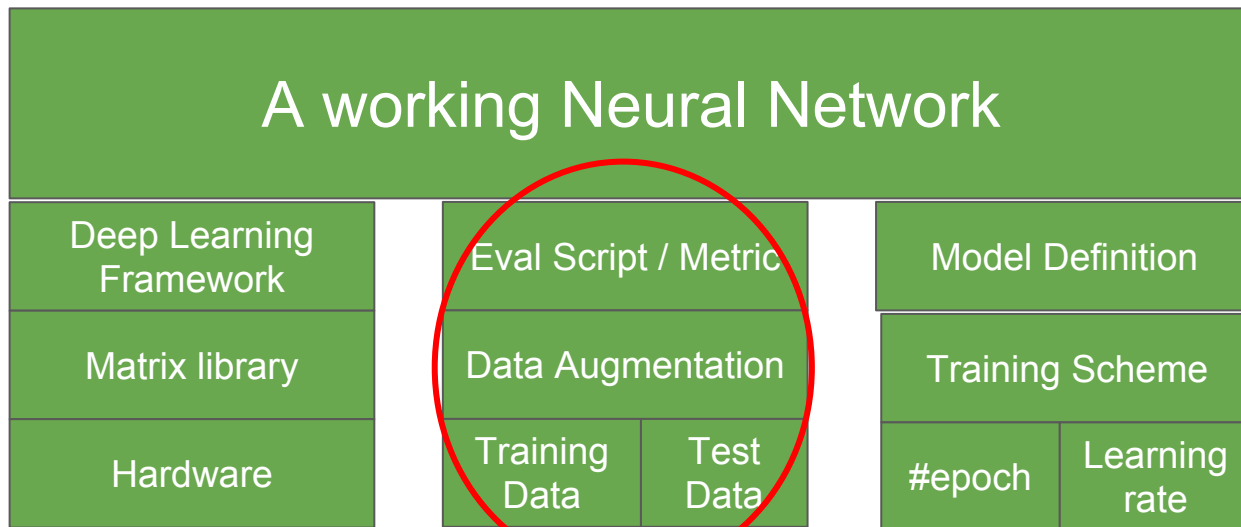 A working Neural Network
Deep Learning
Framework
Matrix library
Hardware
Eval Script / Metric
Data Augmentation
Training
Data
Test
Data
Model Definition
Training Scheme
#epoch
Learning
rate